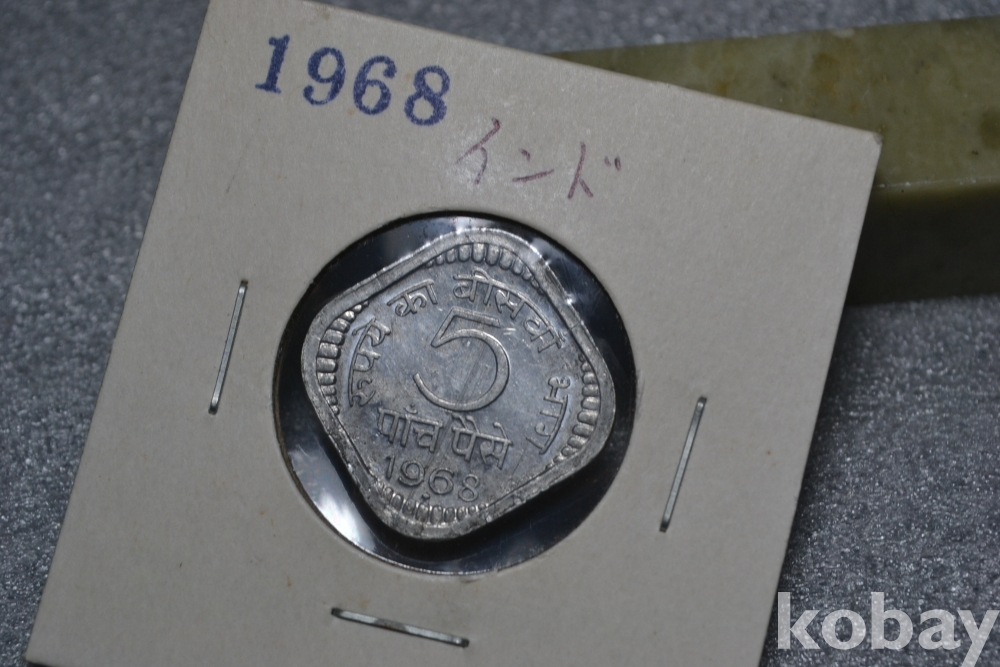 1968
インド
रुपये का बीसवाँ भाग
5
पाँच पैसे
1968
kobay